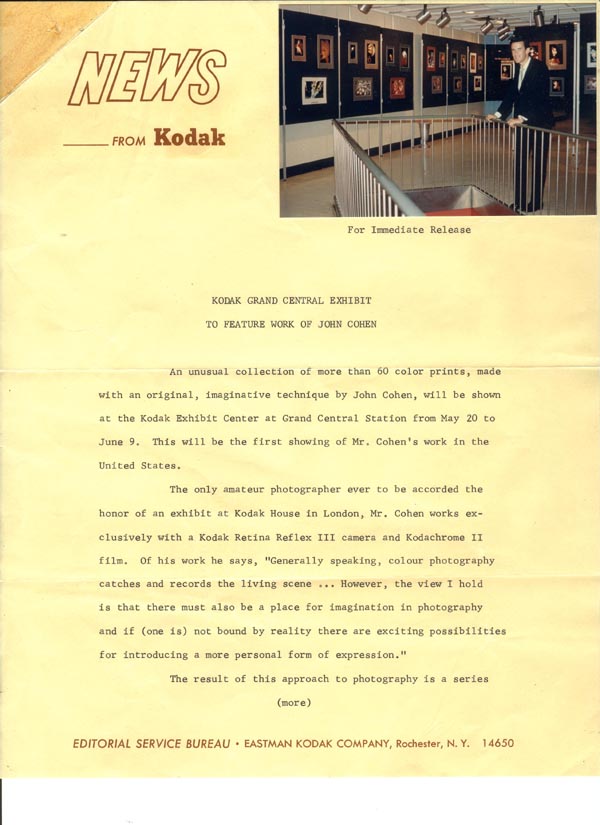 NEWS
FROM Kodak
For Immediate Release
KODAK GRAND CENTRAL EXHIBIT
TO FEATURE WORK OF JOHN COHEN
An unusual collection of more than 60 color prints, made
with an original, imaginative technique by John Cohen, will be shown
at the Kodak Exhibit Center at Grand Central Station from May 20 to
June 9. This will be the first showing of Mr. Cohen's work in the
United States.
The only amateur photographer ever to be accorded the
honor of an exhibit at Kodak House in London, Mr. Cohen works ex-
clusively with a Kodak Retina Reflex III camera and Kodachrome II
film. Of his work he says, "Generally speaking, colour photography
catches and records the living scene ... However, the view I hold
is that there must also be a place for imagination in photography
and if (one is) not bound by reality there are exciting possibilities
for introducing a more personal form of expression."
The result of this approach to photography is a series
(more)
EDITORIAL SERVICE BUREAU • EASTMAN KODAK COMPANY, Rochester, N. Y. 14650